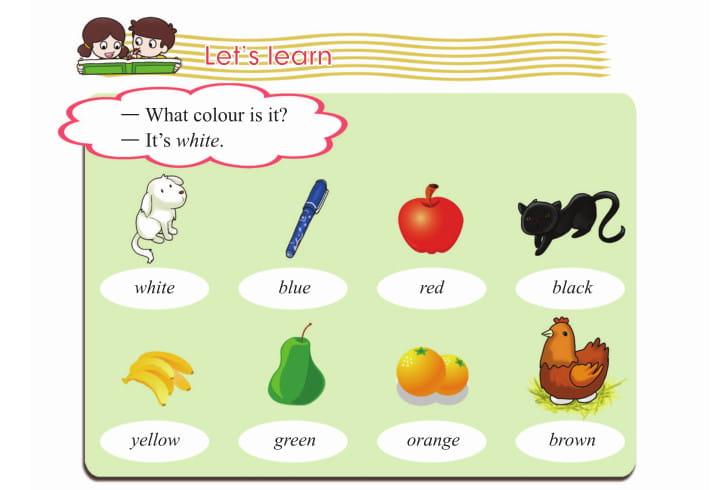 Let's learn
— What colour is it?
— It's white.
white
blue
red
black
yellow
green
orange
brown